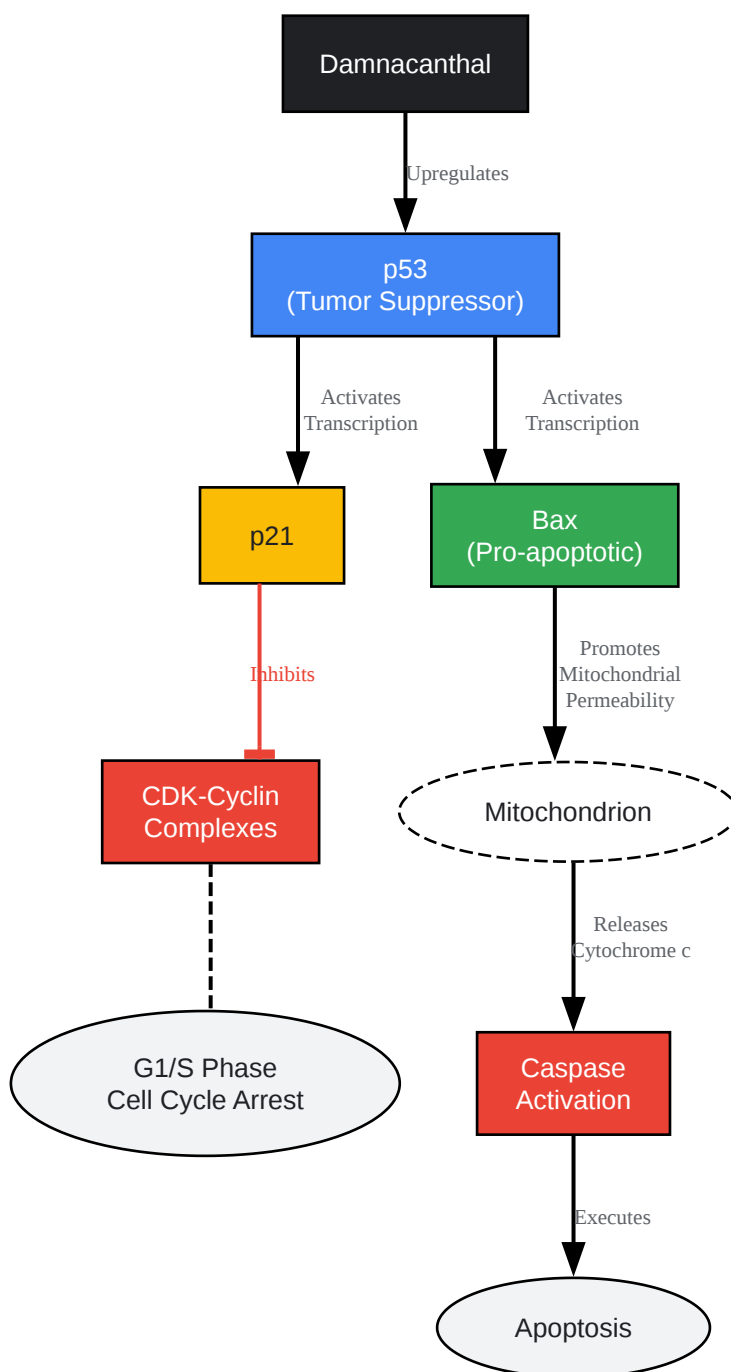 Damnacanthal
Upregulates
p53
(Tumor Suppressor)
Activates
Transcription
Activates
Transcription
p21
Bax
(Pro-apoptotic)
Inhibits
Promotes
Mitochondrial
Permeability
CDK-Cyclin
Complexes
Mitochondrion
Releases
Cytochrome c
G1/S Phase
Cell Cycle Arrest
Caspase
Activation
Executes
Apoptosis